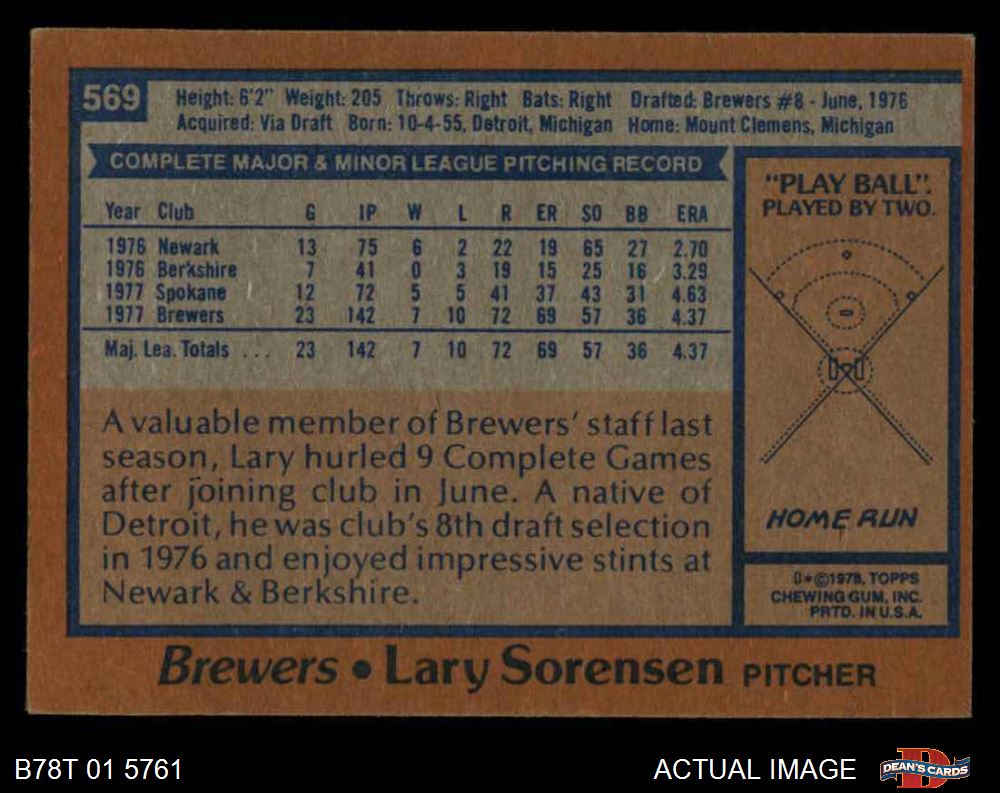 569
Height: 6'2" Weight: 205 Throws: Right Bats: Right Drafted: Brewers #8 - June, 1976
Acquired: Via Draft Born: 10-4-55, Detroit, Michigan Home: Mount Clemens, Michigan
COMPLETE MAJOR & MINOR LEAGUE PITCHING RECORD
Year Club G IP W L R ER SO BB ERA
1976 Newark 13 75 6 2 22 19 65 27 2.70
1976 Berkshire 7 41 0 3 19 15 25 16 3.29
1977 Spokane 12 72 5 5 41 37 43 31 4.63
1977 Brewers 23 142 7 10 72 69 57 36 4.37
Maj. Lea. Totals ... 23 142 7 10 72 69 57 36 4.37
A valuable member of Brewers' staff last
season, Lary hurled 9 Complete Games
after joining club in June. A native of
Detroit, he was club's 8th draft selection
in 1976 and enjoyed impressive stints at
Newark & Berkshire.
"PLAY BALL".
PLAYED BY TWO.
HOME RUN
D*©1978, TOPPS
CHEWING GUM, INC.
PRTD. IN U.S.A.
Brewers • Lary Sorensen PITCHER
B78T 01 5761
ACTUAL IMAGE
D
DEAN'S CARDS